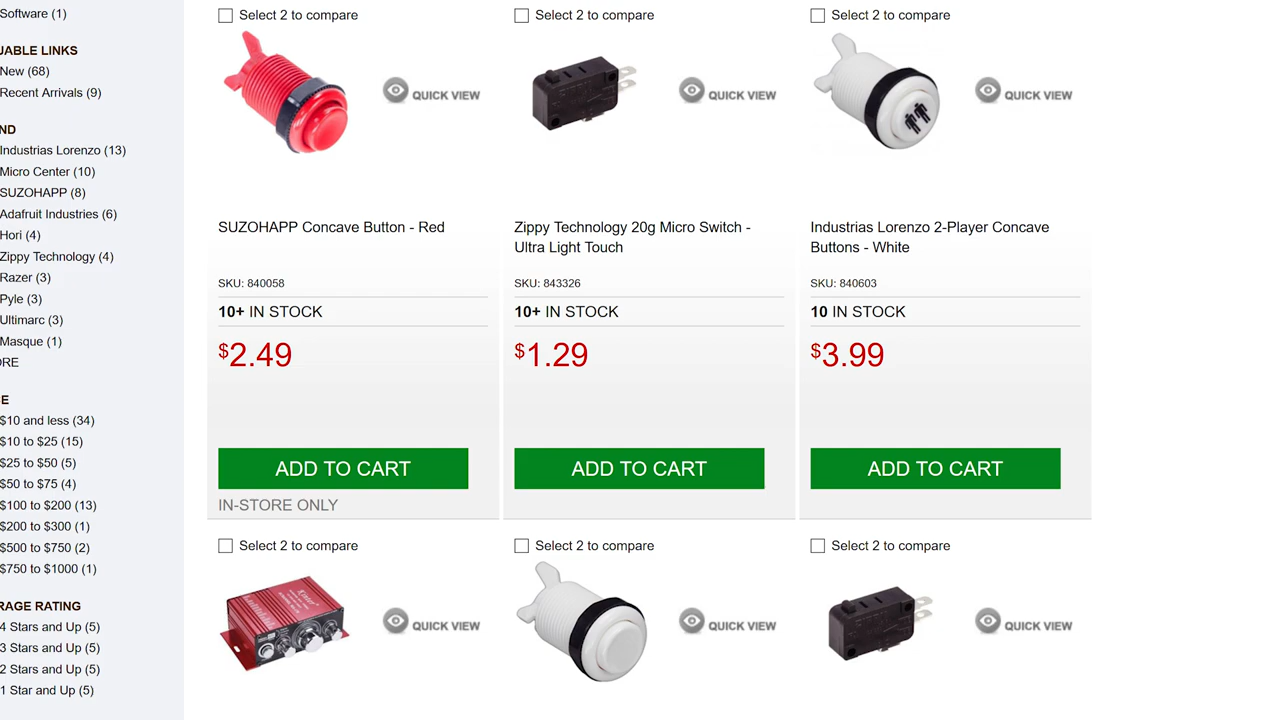 Software (1)
UABLE LINKS
New (68)
Recent Arrivals (9)
ND
Industrias Lorenzo (13)
Micro Center (10)
SUZOHAPP (8)
Adafruit Industries (6)
Hori (4)
Zippy Technology (4)
Razer (3)
Pyle (3)
Ultimarc (3)
Masque (1)
ORE
E
$10 and less (34)
$10 to $25 (15)
$25 to $50 (5)
$50 to $75 (4)
$100 to $200 (13)
$200 to $300 (1)
$500 to $750 (2)
$750 to $1000 (1)
RAGE RATING
4 Stars and Up (5)
3 Stars and Up (5)
2 Stars and Up (5)
1 Star and Up (5)
Select 2 to compare
QUICK VIEW
SUZOHAPP Concave Button - Red
SKU: 840058
10+ IN STOCK
$2.49
ADD TO CART
IN-STORE ONLY
Select 2 to compare
QUICK VIEW
Zippy Technology 20g Micro Switch -
Ultra Light Touch
SKU: 843326
10+ IN STOCK
$1.29
ADD TO CART
Select 2 to compare
QUICK VIEW
Industrias Lorenzo 2-Player Concave
Buttons - White
SKU: 840603
10 IN STOCK
$3.99
ADD TO CART
Select 2 to compare
QUICK VIEW
Select 2 to compare
QUICK VIEW
Select 2 to compare
QUICK VIEW